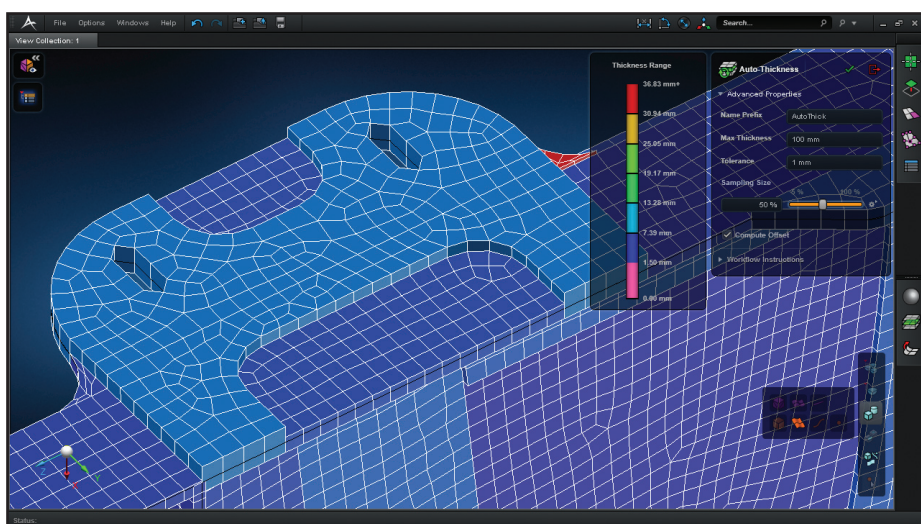 File Options Windows Help
Search...
View Collection: 1
Thickness Range
36.83 mm+
30.94 mm
25.05 mm
19.17 mm
13.28 mm
7.39 mm
1.50 mm
0.00 mm
Auto-Thickness
Advanced Properties
Name Prefix AutoThick
Max Thickness 100 mm
Tolerance 1 mm
Sampling Size
5 % 100 %
50 %
Compute Offset
Workflow Instructions
Z
Y
X
Status: